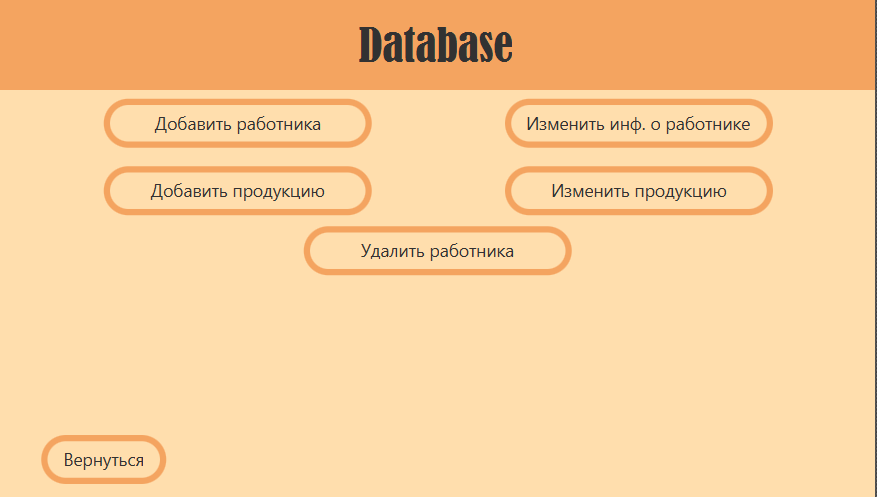 Database
Добавить работника
Изменить инф. о работнике
Добавить продукцию
Изменить продукцию
Удалить работника
Вернуться